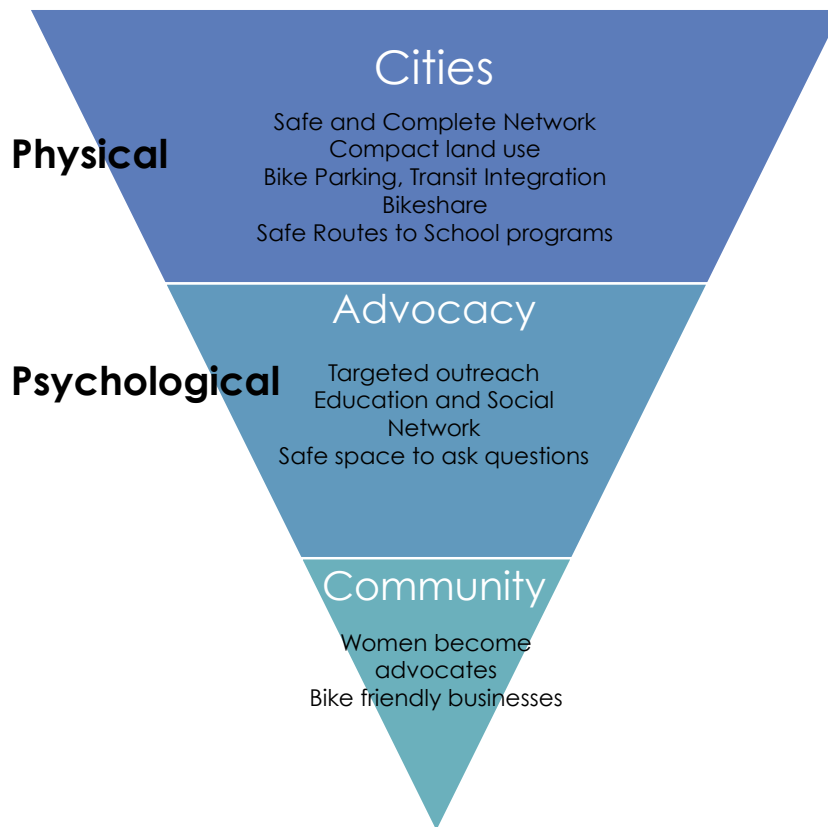 Cities
Safe and Complete Network
Physical
Compact land use
Bike Parking, Transit Integration
Bikeshare
Safe Routes to School programs
Advocacy
Psychological
Targeted outreach
Education and Social
Network
Safe space to ask questions
Community
Women become
advocates
Bike friendly businesses